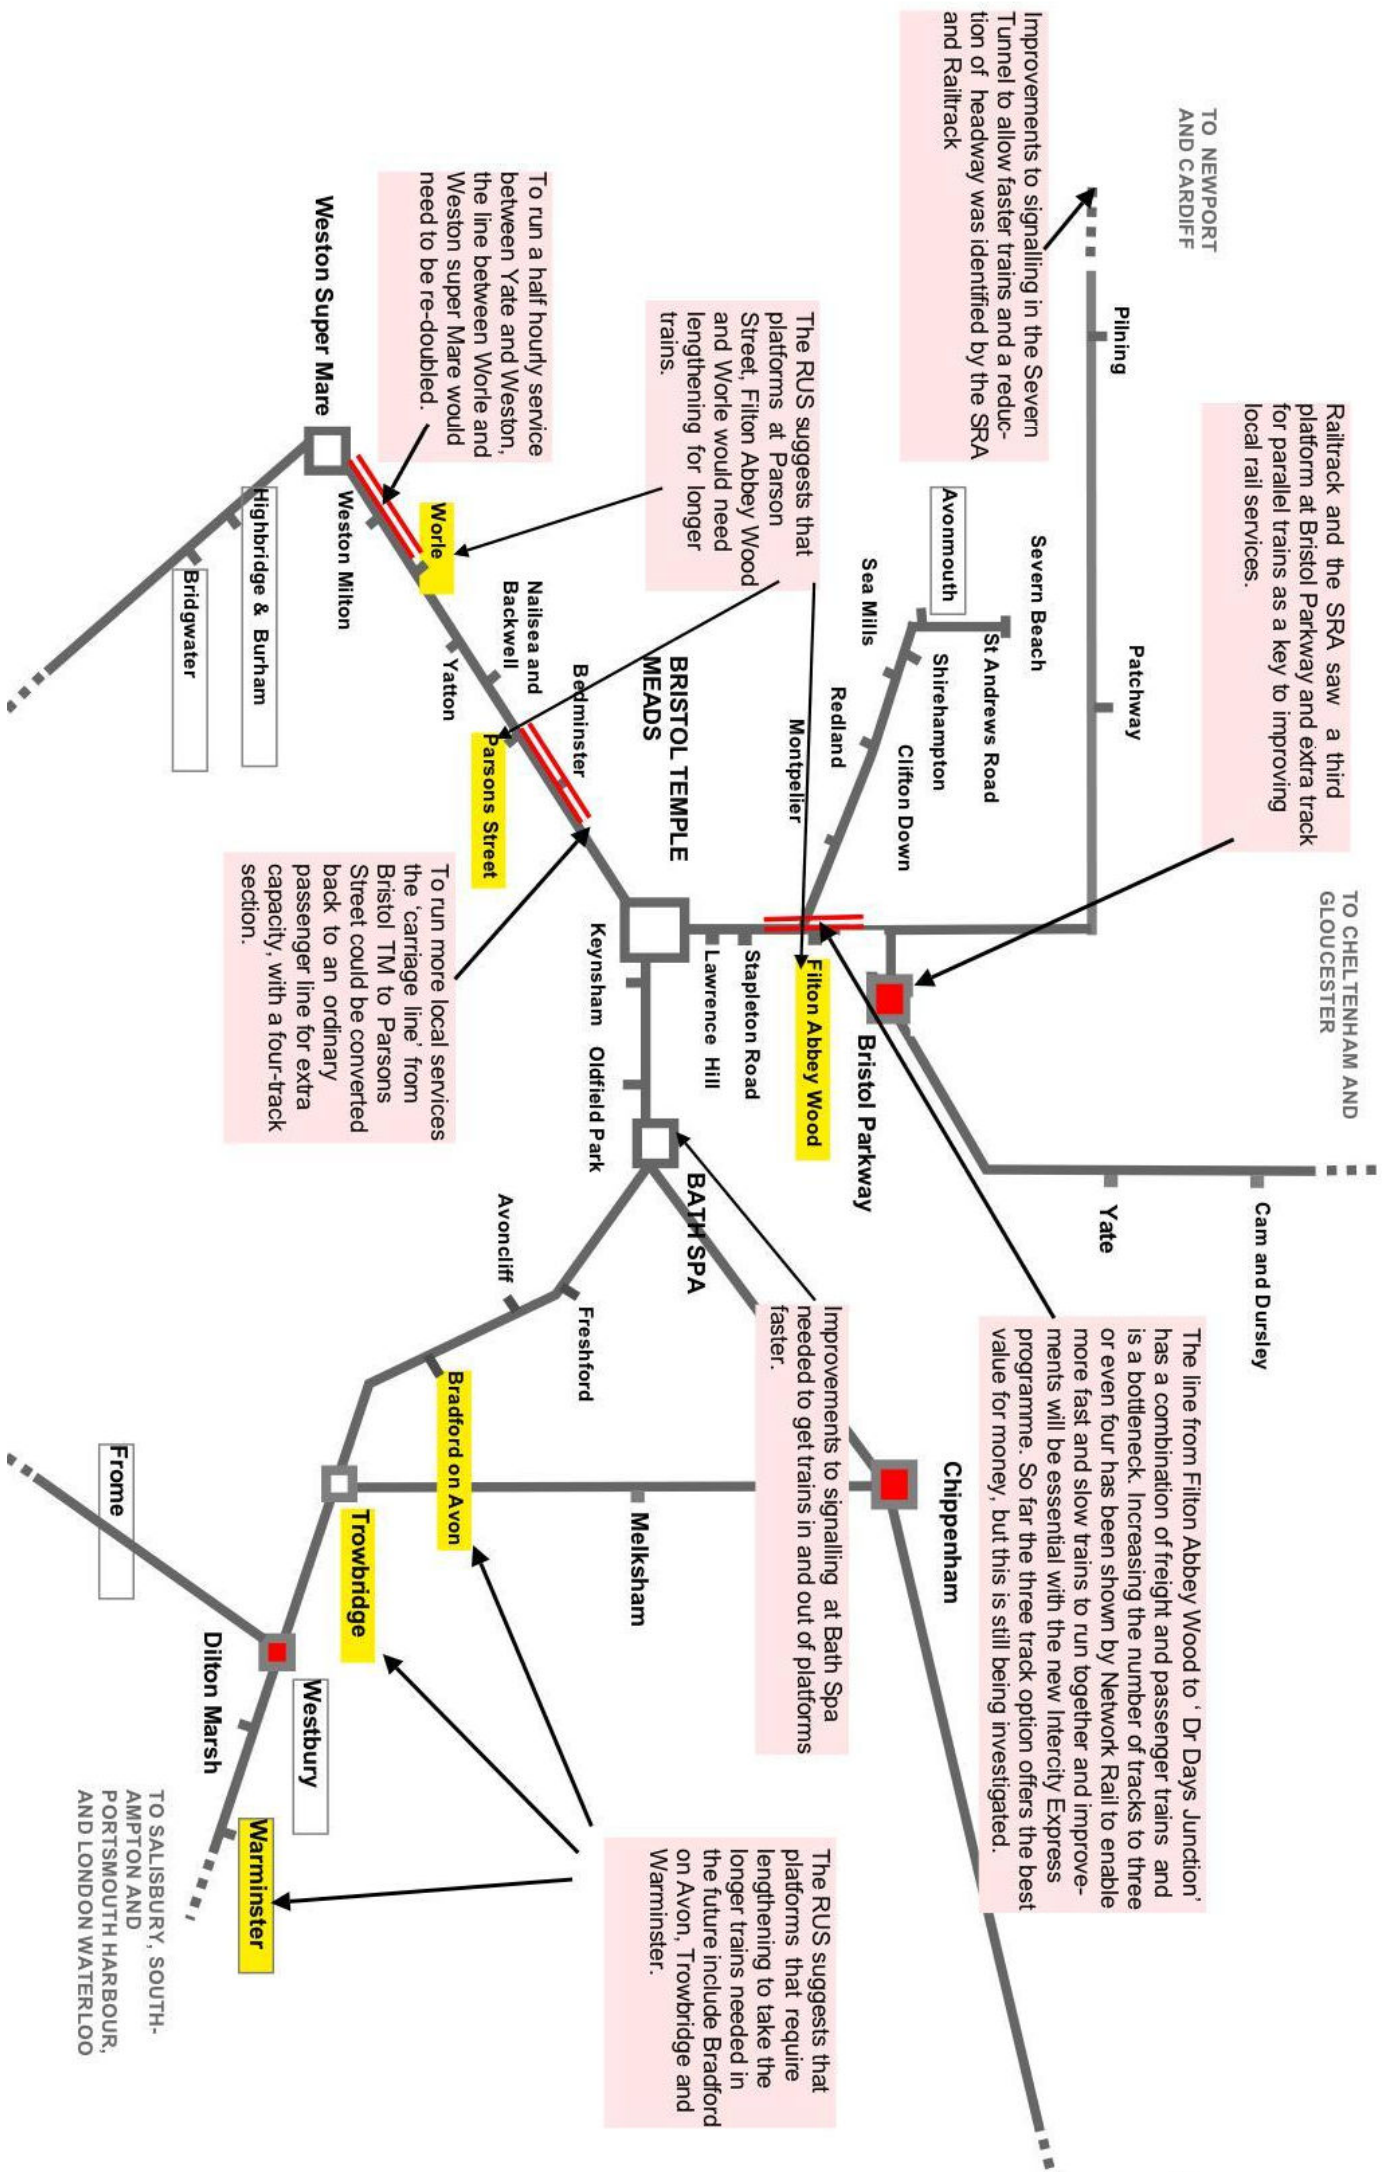 TO NEWPORT
AND CARDIFF
Improvements to signalling in the Severn
Tunnel to allow faster trains and a reduc-
tion of headway was identified by the SRA
and Railtrack
Pilning
Patchway
Railtrack and the SRA saw a third
platform at Bristol Parkway and extra track
for parallel trains as a key to improving
local rail services.
TO CHELTENHAM AND
GLOUCESTER
Cam and Dursley
Yate
The line from Filton Abbey Wood to ‘ Dr Days Junction’
has a combination of freight and passenger trains and
is a bottleneck. Increasing the number of tracks to three
or even four has been shown by Network Rail to enable
more fast and slow trains to run together and improve-
ments will be essential with the new Intercity Express
programme. So far the three track option offers the best
value for money, but this is still being investigated.
Severn Beach
St Andrews Road
Avonmouth
Shirehampton
Sea Mills
Clifton Down
Redland
Montpelier
Bristol Parkway
Filton Abbey Wood
Stapleton Road
Lawrence Hill
The RUS suggests that
platforms at Parson
Street, Filton Abbey Wood
and Worle would need
lengthening for longer
trains.
BRISTOL TEMPLE
MEADS
Keynsham
Oldfield Park
BATH SPA
Improvements to signalling at Bath Spa
needed to get trains in and out of platforms
faster.
Chippenham
Melksham
The RUS suggests that
platforms that require
lengthening to take the
longer trains needed in
the future include Bradford
on Avon, Trowbridge and
Warminster.
To run a half hourly service
between Yate and Weston,
the line between Worle and
Weston super Mare would
need to be re-doubled.
Bedminster
Nailsea and
Backwell
Parsons Street
Yatton
Worle
Weston Milton
Weston Super Mare
Highbridge & Burham
Bridgwater
To run more local services
the ‘carriage line’ from
Bristol TM to Parsons
Street could be converted
back to an ordinary
passenger line for extra
capacity, with a four-track
section.
Freshford
Avoncliff
Bradford on Avon
Trowbridge
Westbury
Dilton Marsh
Warminster
Frome
TO SALISBURY, SOUTH-
AMPTON AND
PORTSMOUTH HARBOUR,
AND LONDON WATERLOO